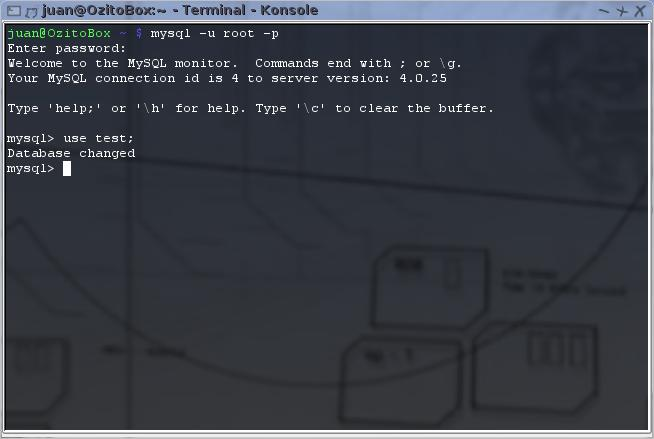 juan@OzitoBox:~ - Terminal - Konsole
juan@OzitoBox ~ $ mysql -u root -p
Enter password:
Welcome to the MySQL monitor.  Commands end with ; or \g.
Your MySQL connection id is 4 to server version: 4.0.25
Type 'help;' or '\h' for help. Type '\c' to clear the buffer.
mysql> use test;
Database changed
mysql>